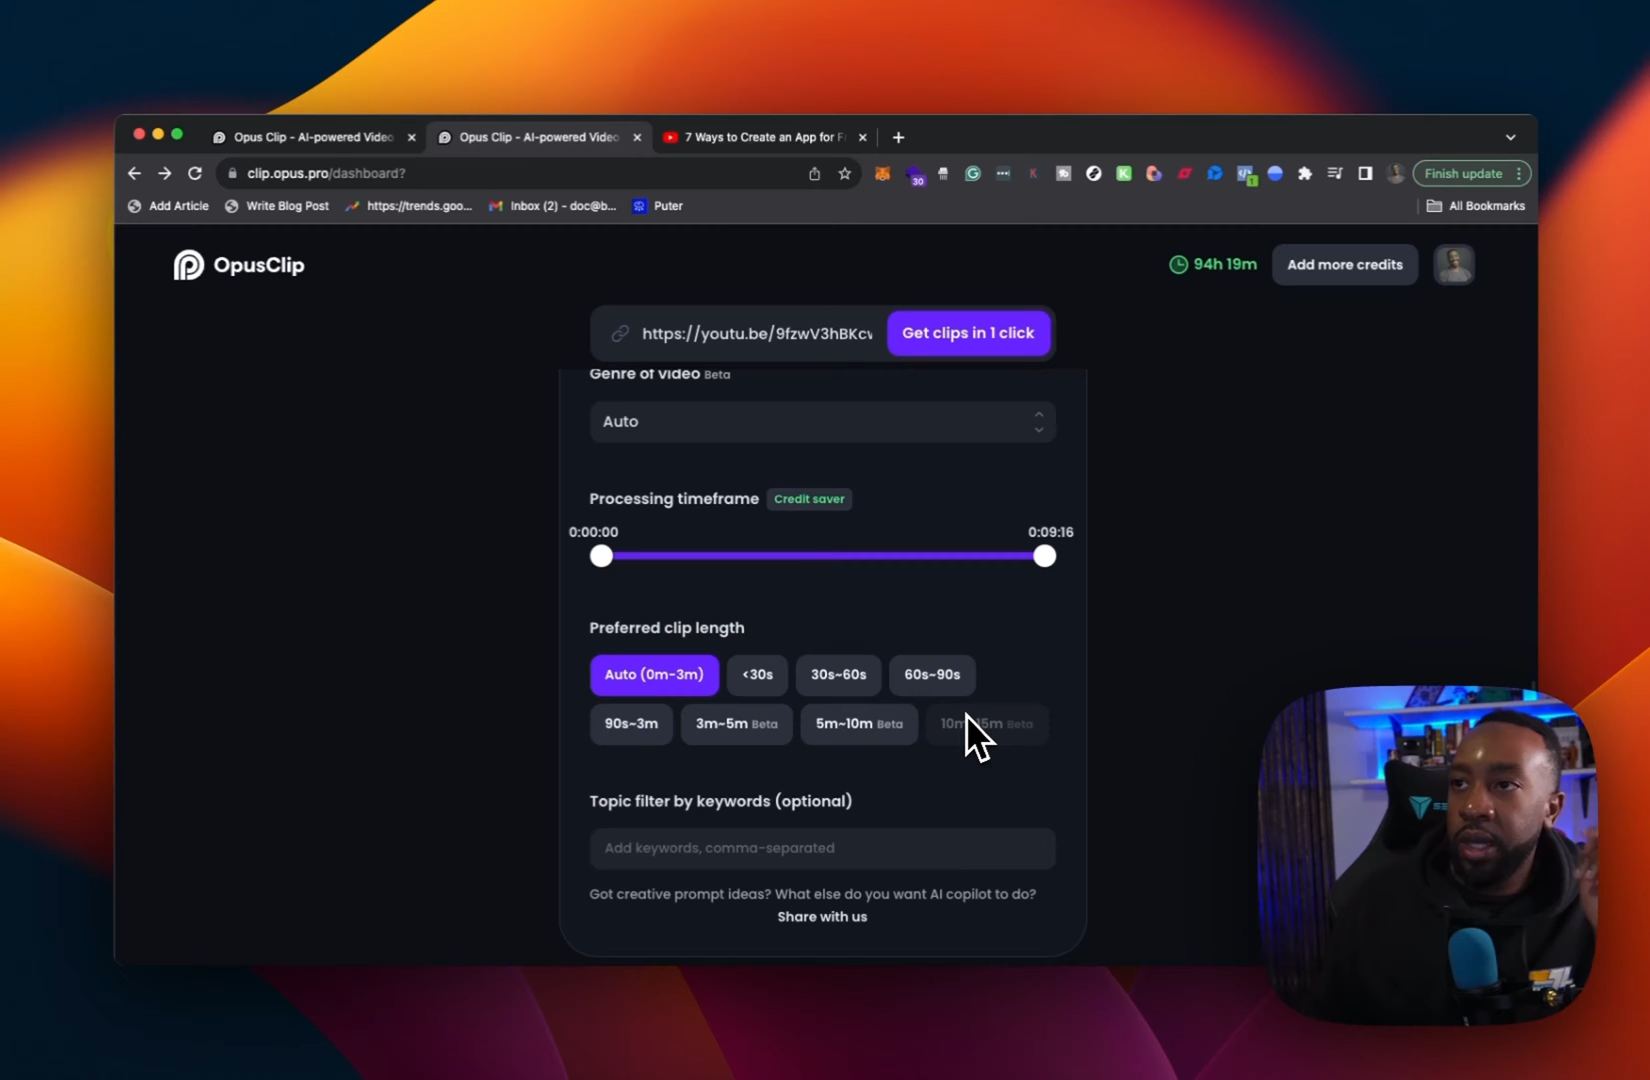 Opus Clip - AI-powered Video
Opus Clip - AI-powered Video
7 Ways to Create an App for F
clip.opus.pro/dashboard?
30
1
Finish update
Add Article
Write Blog Post
https://trends.goo...
Inbox (2) - doc@b...
Puter
All Bookmarks
OpusClip
94h 19m
Add more credits
https://youtu.be/9fzwV3hBKcv
Get clips in 1 click
Genre of video Beta
Auto
Processing timeframe Credit saver
0:00:00
0:09:16
Preferred clip length
Auto (0m-3m)
<30s
30s~60s
60s~90s
90s~3m
3m~5m Beta
5m~10m Beta
Beta
Topic filter by keywords (optional)
Add keywords, comma-separated
Got creative prompt ideas? What else do you want AI copilot to do?
Share with us